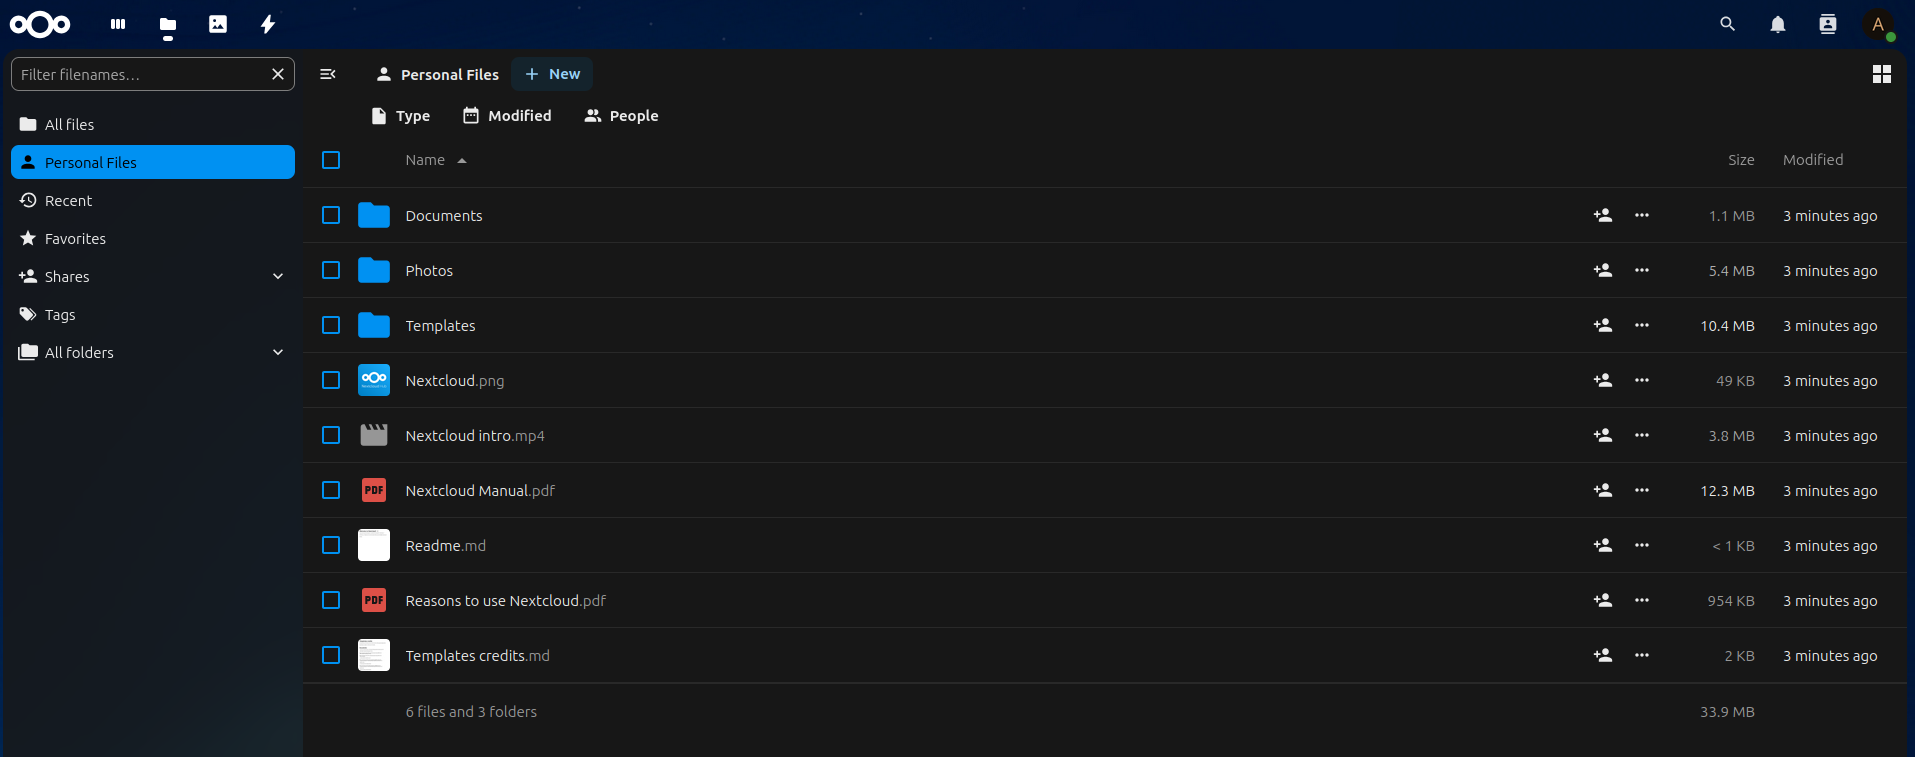 A
Filter filenames...
Personal Files
New
Type
Modified
People
All files
Personal Files
Recent
Favorites
Shares
Tags
All folders
Name Size Modified
Documents 1.1 MB 3 minutes ago
Photos 5.4 MB 3 minutes ago
Templates 10.4 MB 3 minutes ago
Nextcloud.png 49 KB 3 minutes ago
Nextcloud intro.mp4 3.8 MB 3 minutes ago
PDF Nextcloud Manual.pdf 12.3 MB 3 minutes ago
Readme.md < 1 KB 3 minutes ago
PDF Reasons to use Nextcloud.pdf 954 KB 3 minutes ago
Templates credits.md 2 KB 3 minutes ago
6 files and 3 folders 33.9 MB